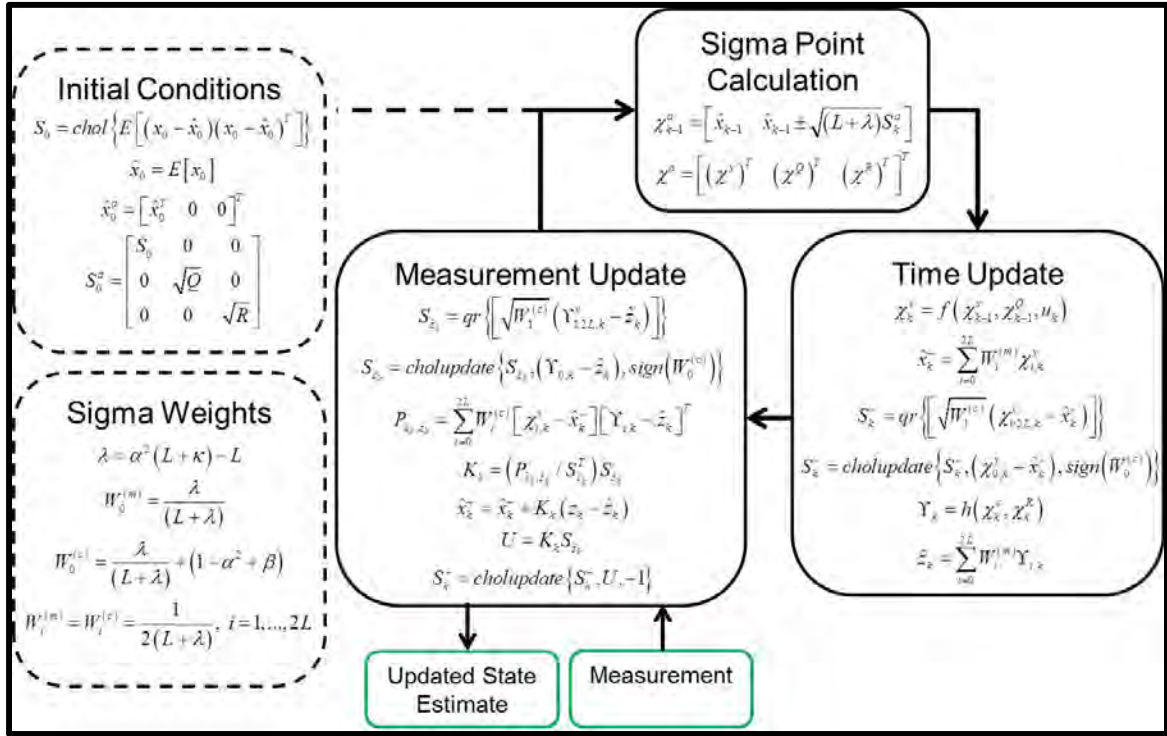 Initial Conditions
S_0 = chol{E[(x_0 − x̂_0)(x_0 − x̂_0)^T]}
x̂_0 = E[x_0]
x̂_0^a = [x̂_0^T 0 0]^T
S_0^a = [S_0 0 0
0 √Q 0
0 0 √R]
Sigma Weights
λ = α^2(L + κ) − L
W_0^(m) = λ / (L + λ)
W_0^(c) = λ / (L + λ) + (1 − α^2 + β)
W_i^(m) = W_i^(c) = 1 / 2(L + λ), i = 1,...,2L
Sigma Point
Calculation
χ_{k-1}^a = [x̂_{k-1} x̂_{k-1} ± √(L + λ) S_k^a]
χ^a = [(χ^x)^T (χ^Q)^T (χ^R)^T]^T
Measurement Update
S_{z_k} = qr{[√W_1^(c) (Υ_{1:2L,k} − ẑ_k)]}
S_{z_k} = cholupdate{S_{z_k}, (Υ_{0,k} − ẑ_k), sign(W_0^(c))}
P_{x_k,z_k} = Σ_{i=0}^{2L} W_i^(c) [χ_{i,k}^x − x̂_k^-][Υ_{i,k} − ẑ_k]^T
K_k = (P_{x_k,z_k} / S_{z_k}^T) S_{z_k}
x̂_k^- = x̂_k^- + K_k(z_k − ẑ_k)
U = K_k S_{z_k}
S_k^- = cholupdate{S_k^-, U, −1}
Time Update
χ_k^x = f(χ_{k-1}^x, χ_{k-1}^Q, u_k)
x̂_k^- = Σ_{i=0}^{2L} W_i^(m) χ_{i,k}^x
S_k^- = qr{[√W_1^(c) (χ_{1:2L,k}^x − x̂_k^-)]}
S_k^- = cholupdate{S_k^-, (χ_{0,k}^x − x̂_k^-), sign(W_0^(c))}
Υ_k = h(χ_k^x, χ_k^R)
ẑ_k = Σ_{i=0}^{2L} W_i^(m) Υ_{i,k}
Updated State
Estimate
Measurement